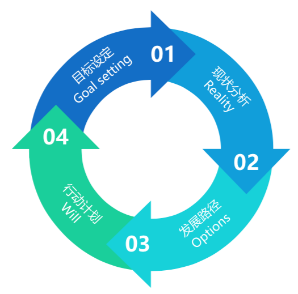 01
目标设定
Goal setting
现状分析
Reality
02
发展路径
Options
03
行动计划
Will
04